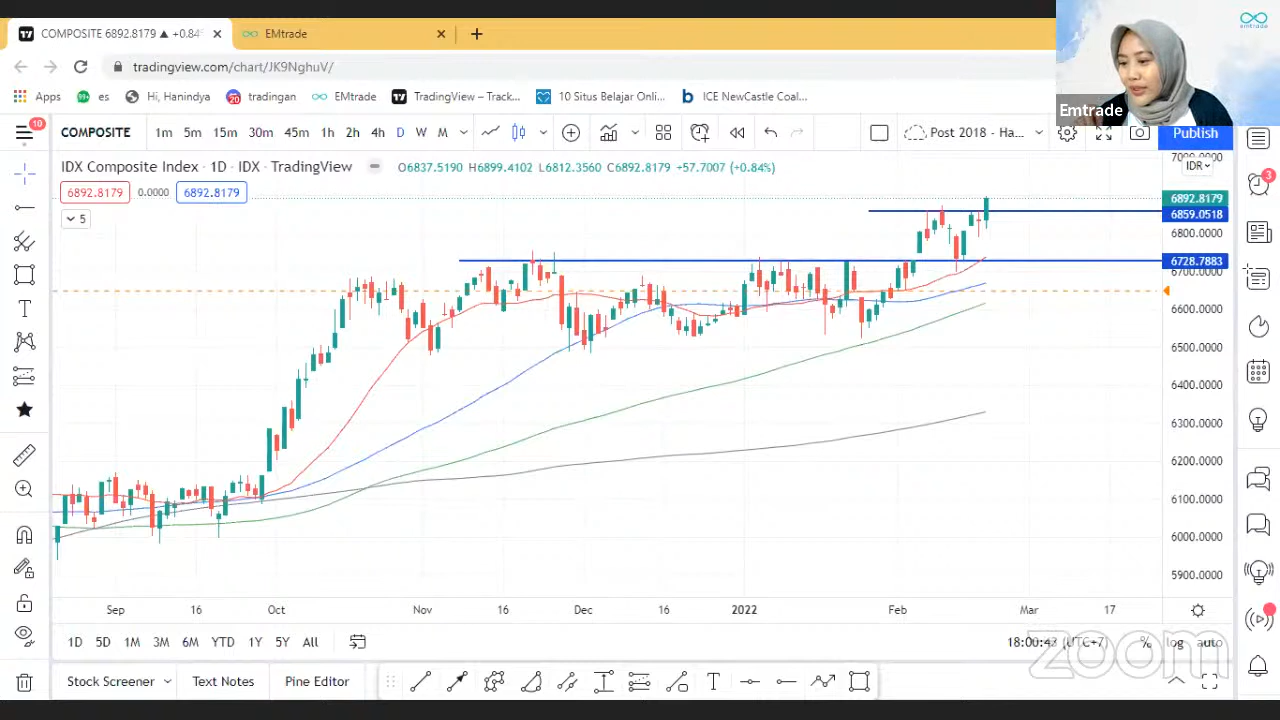 COMPOSITE 6892.8179 ▲ +0.84
EMtrade
emtrade
tradingview.com/chart/JK9NghuV/
Apps
99+ es
Hi, Hanindya
20 tradingan
EMtrade
TradingView – Track...
10 Situs Belajar Onli...
ICE NewCastle Coal...
Emtrade
10
COMPOSITE
1m 5m 15m 30m 45m 1h 2h 4h D W M
Post 2018 - Ha...
Publish
IDX Composite Index · 1D · IDX · TradingView
O6837.5190 H6899.4102 L6812.3560 C6892.8179 +57.7007 (+0.84%)
6892.8179 0.0000 6892.8179
5
7000.0000
IDR
3
6892.8179
6859.0518
6800.0000
6728.7883
6700.0000
6600.0000
6500.0000
6400.0000
6300.0000
6200.0000
6100.0000
6000.0000
5900.0000
Sep 16 Oct Nov 16 Dec 16 2022 Feb Mar 17
1D 5D 1M 3M 6M YTD 1Y 5Y All
18:00:43 (UTC+7) % log auto
zoom
Stock Screener
Text Notes
Pine Editor